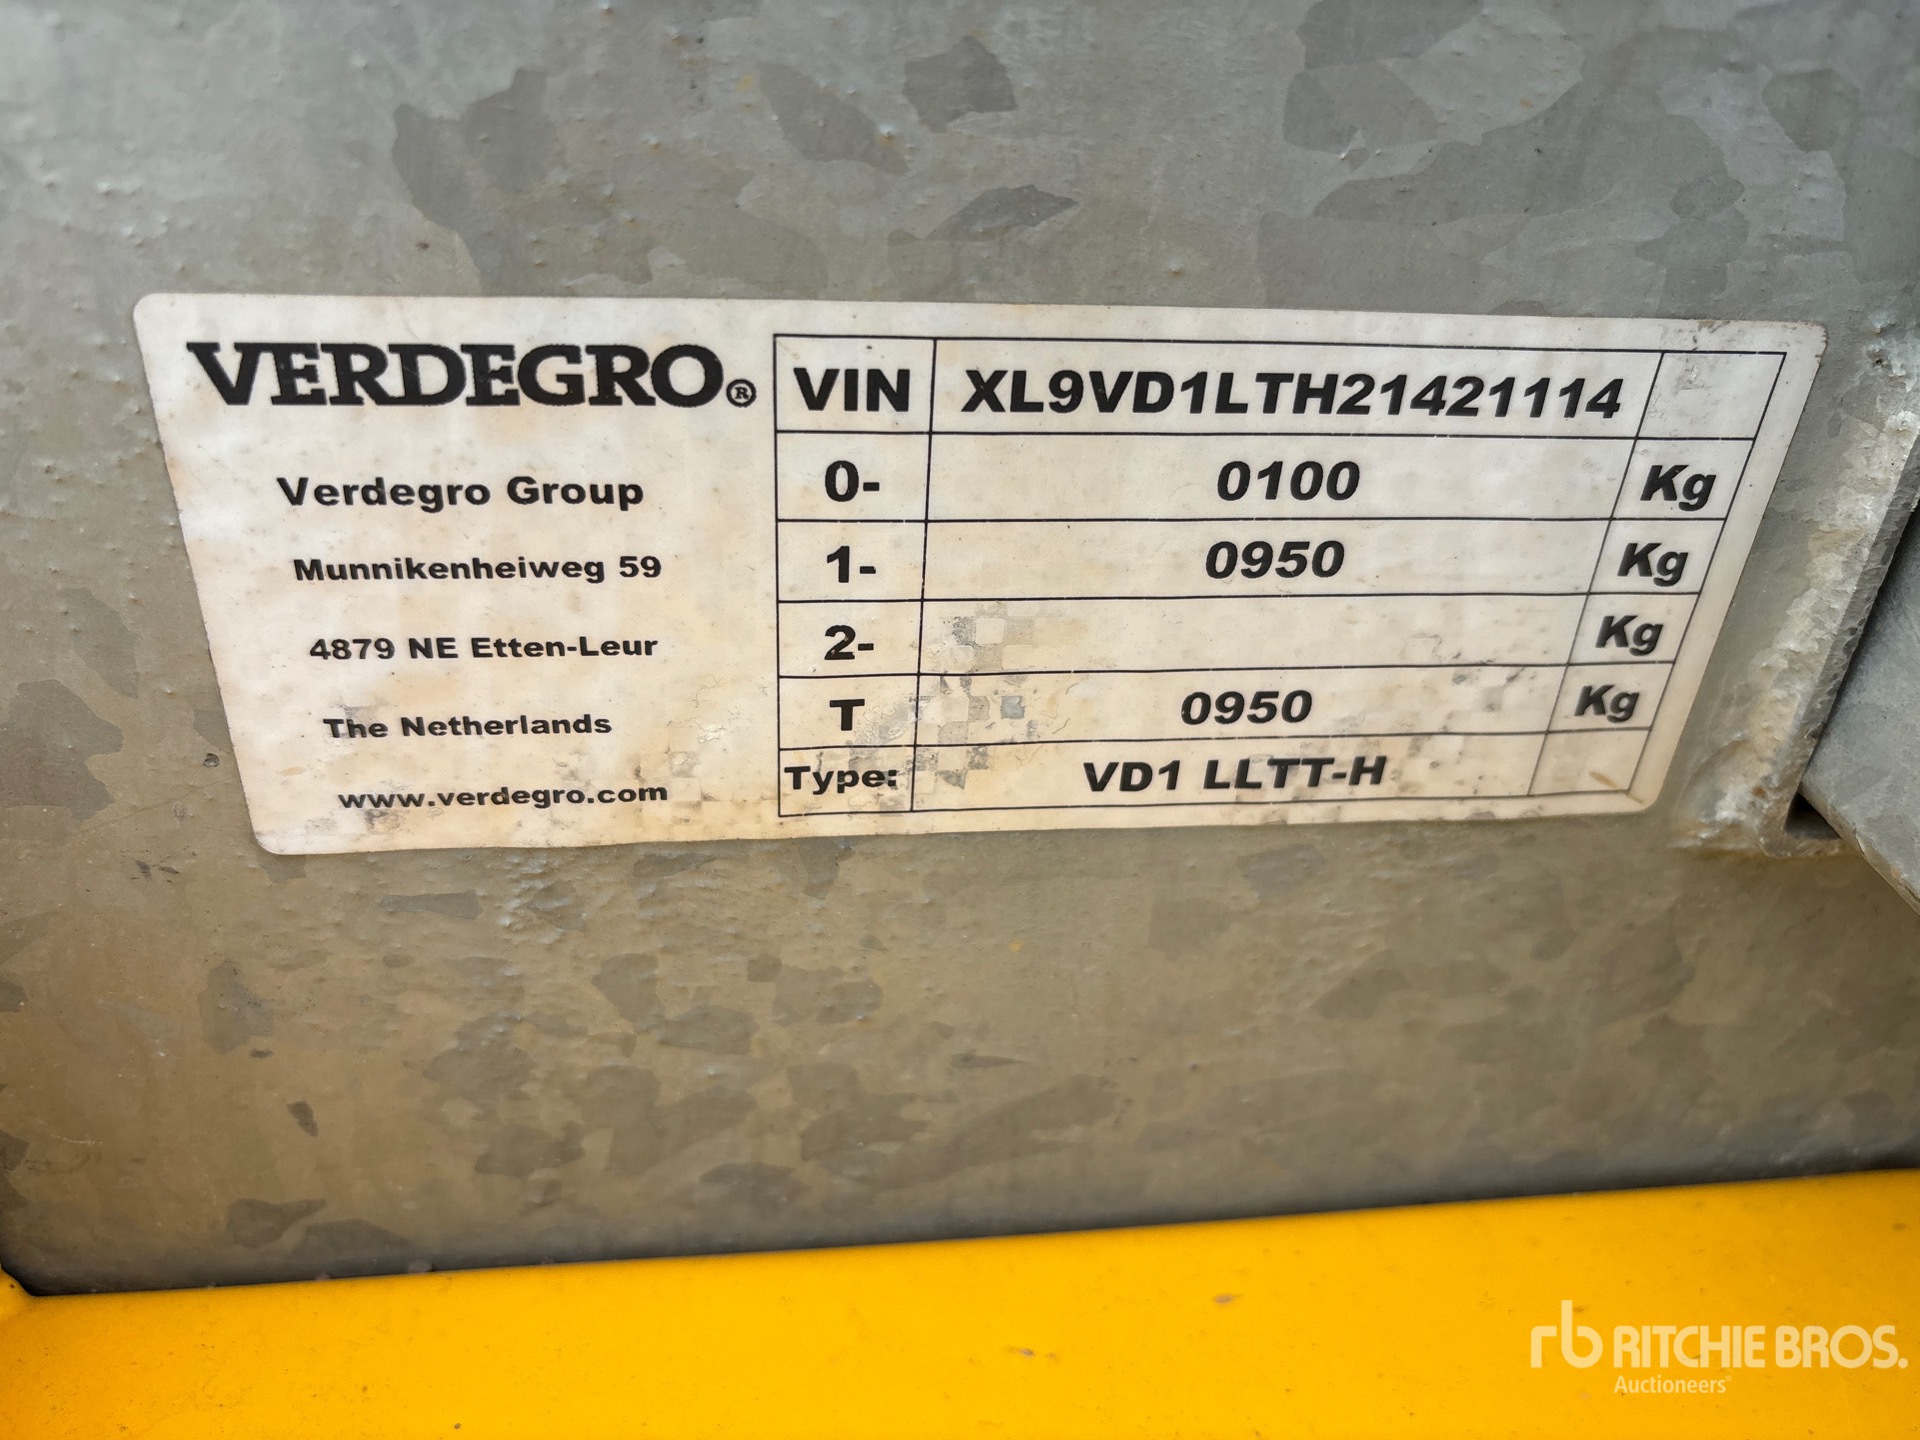 VERDEGRO®
Verdegro Group
Munnikenheiweg 59
4879 NE Etten-Leur
The Netherlands
www.verdegro.com
VIN XL9VD1LTH21421114
0- 0100 Kg
1- 0950 Kg
2- Kg
T 0950 Kg
Type: VD1 LLTT-H
rb RITCHIE BROS.
Auctioneers